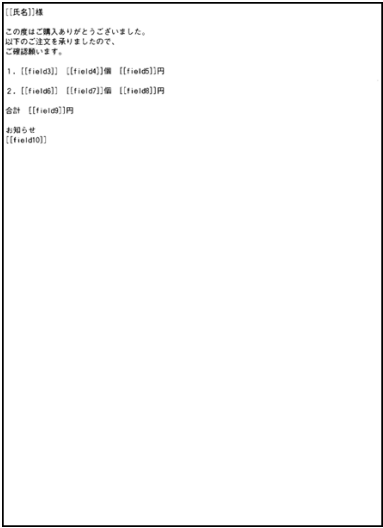 [[氏名]]様
この度はご購入ありがとうございました。
以下のご注文を承りましたので、
ご確認願います。
1．[[field3]]　[[field4]]個　[[field5]]円
2．[[field6]]　[[field7]]個　[[field8]]円
合計　[[field9]]円
お知らせ
[[field10]]